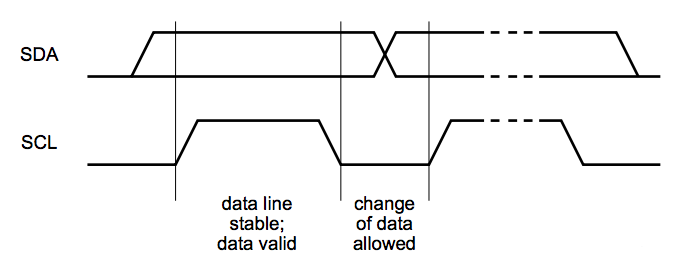 SDA
SCL
data line
stable;
data valid
change
of data
allowed